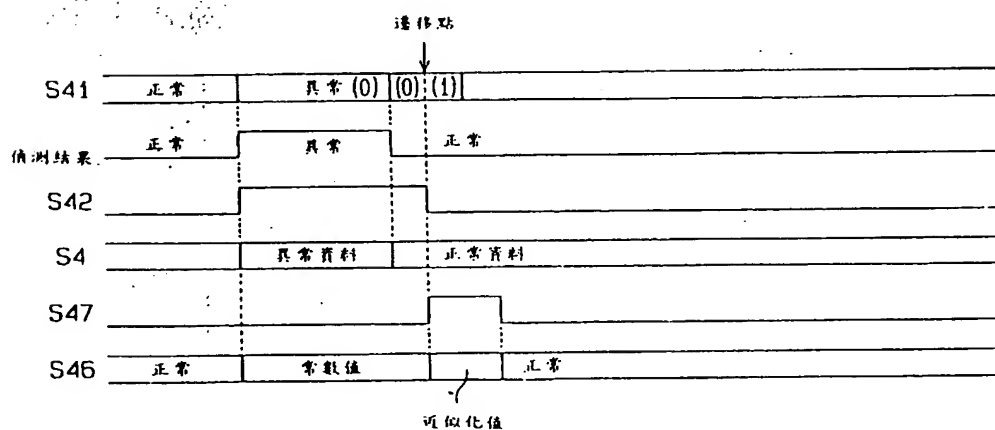 遷移點
S41 正常 異常 (0) (0) (1)
偵測結果 正常 異常 正常
S42
S4 異常資料 正常資料
S47
S46 正常 常數值 正常
近似化值